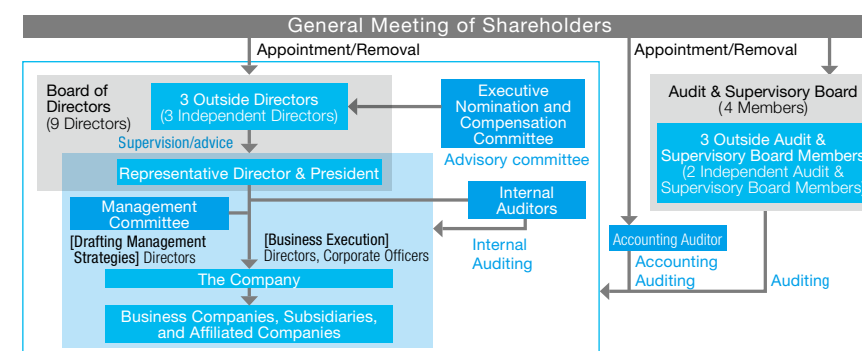 General Meeting of Shareholders
Appointment/Removal
Appointment/Removal
Board of
Directors
(9 Directors)
3 Outside Directors
(3 Independent Directors)
Executive
Nomination and
Compensation
Committee
Advisory committee
Supervision/advice
Representative Director & President
Management
Committee
Internal
Auditors
[Drafting Management
Strategies] Directors
[Business Execution]
Directors, Corporate Officers
Internal
Auditing
The Company
Business Companies, Subsidiaries,
and Affiliated Companies
Audit & Supervisory Board
(4 Members)
3 Outside Audit &
Supervisory Board Members
(2 Independent Audit &
Supervisory Board Members
Accounting Auditor
Accounting
Auditing
Auditing